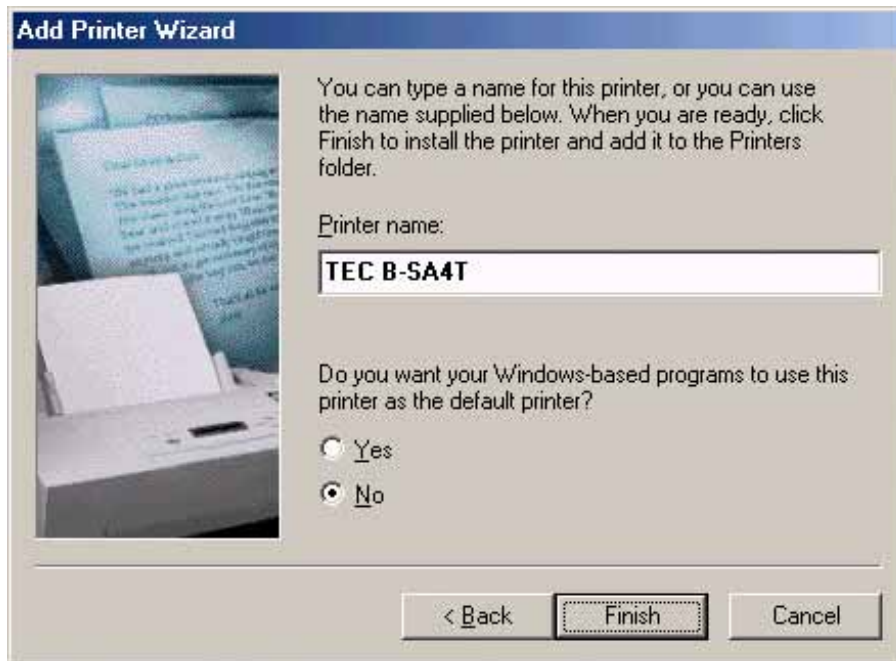 Add Printer Wizard
You can type a name for this printer, or you can use
the name supplied below. When you are ready, click
Finish to install the printer and add it to the Printers
folder.
Printer name:
TEC B-SA4T
Do you want your Windows-based programs to use this
printer as the default printer?
Yes
No
< Back
Finish
Cancel